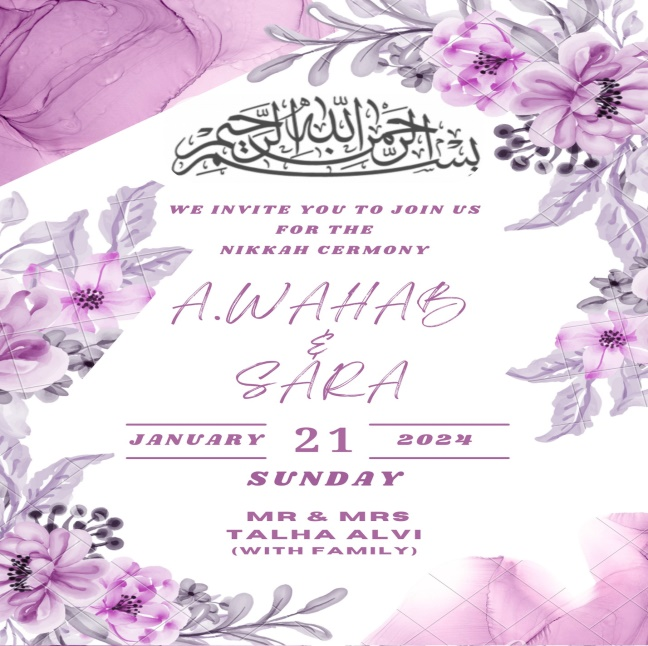 بسم الله الرحمن الرحيم
WE INVITE YOU TO JOIN US
FOR THE
NIKKAH CERMONY
A.WAHAB
&
SARA
JANUARY 21 2024
SUNDAY
MR & MRS
TALHA ALVI
(WITH FAMILY)